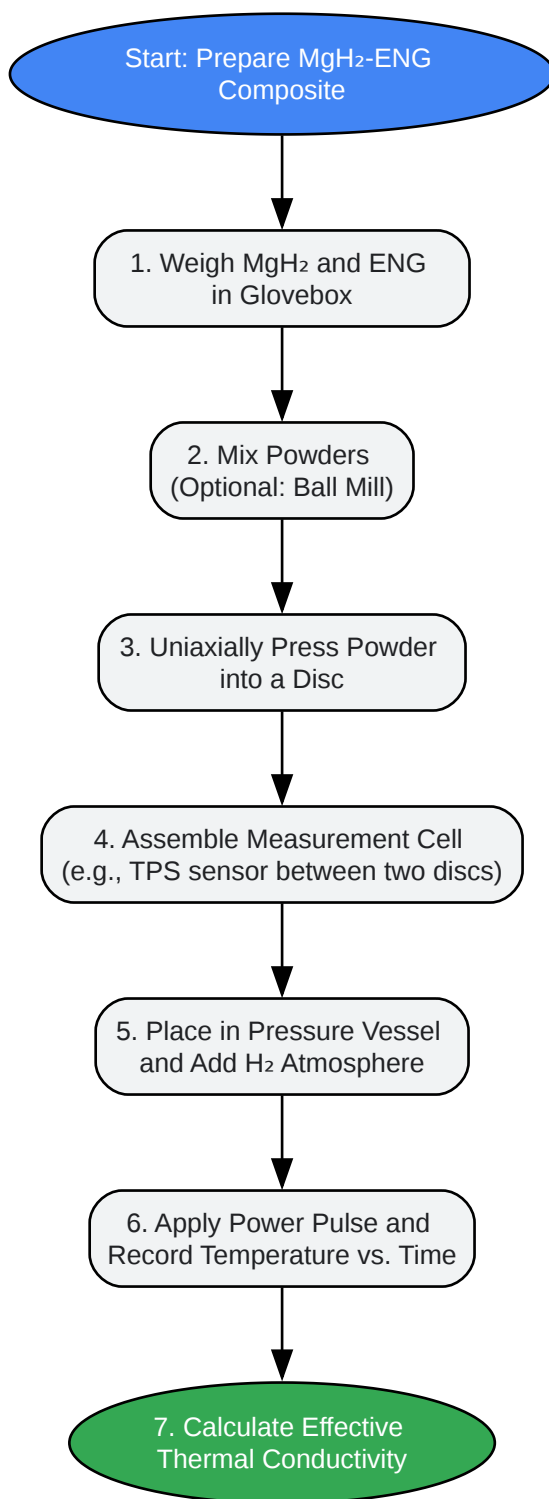 Start: Prepare MgH₂-ENG
Composite
1. Weigh MgH₂ and ENG
in Glovebox
2. Mix Powders
(Optional: Ball Mill)
3. Uniaxially Press Powder
into a Disc
4. Assemble Measurement Cell
(e.g., TPS sensor between two discs)
5. Place in Pressure Vessel
and Add H₂ Atmosphere
6. Apply Power Pulse and
Record Temperature vs. Time
7. Calculate Effective
Thermal Conductivity